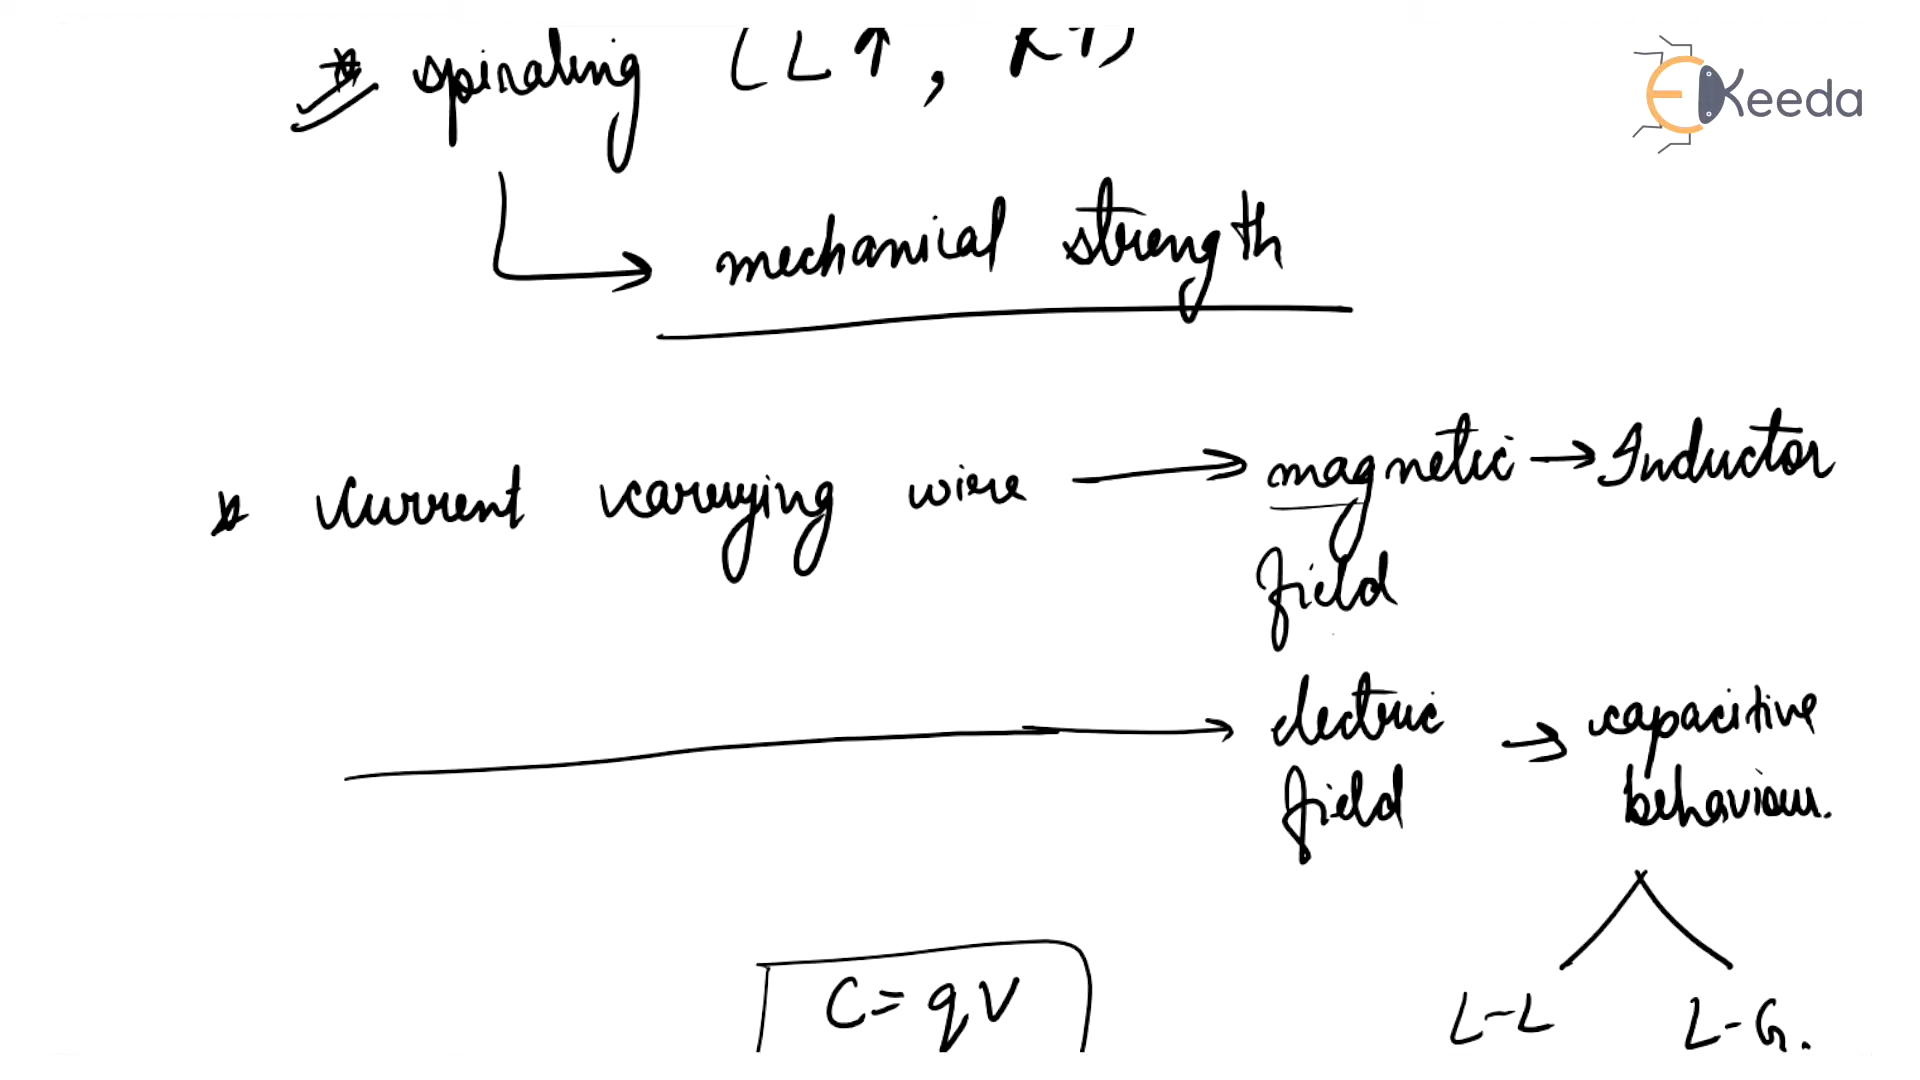 * spiraling (L↑, R↑)
EKeeda
mechanical strength
* Current carrying wire → magnetic → Inductor
field
→ electric → capacitive
field behaviour.
C = qV
L-L L-G.